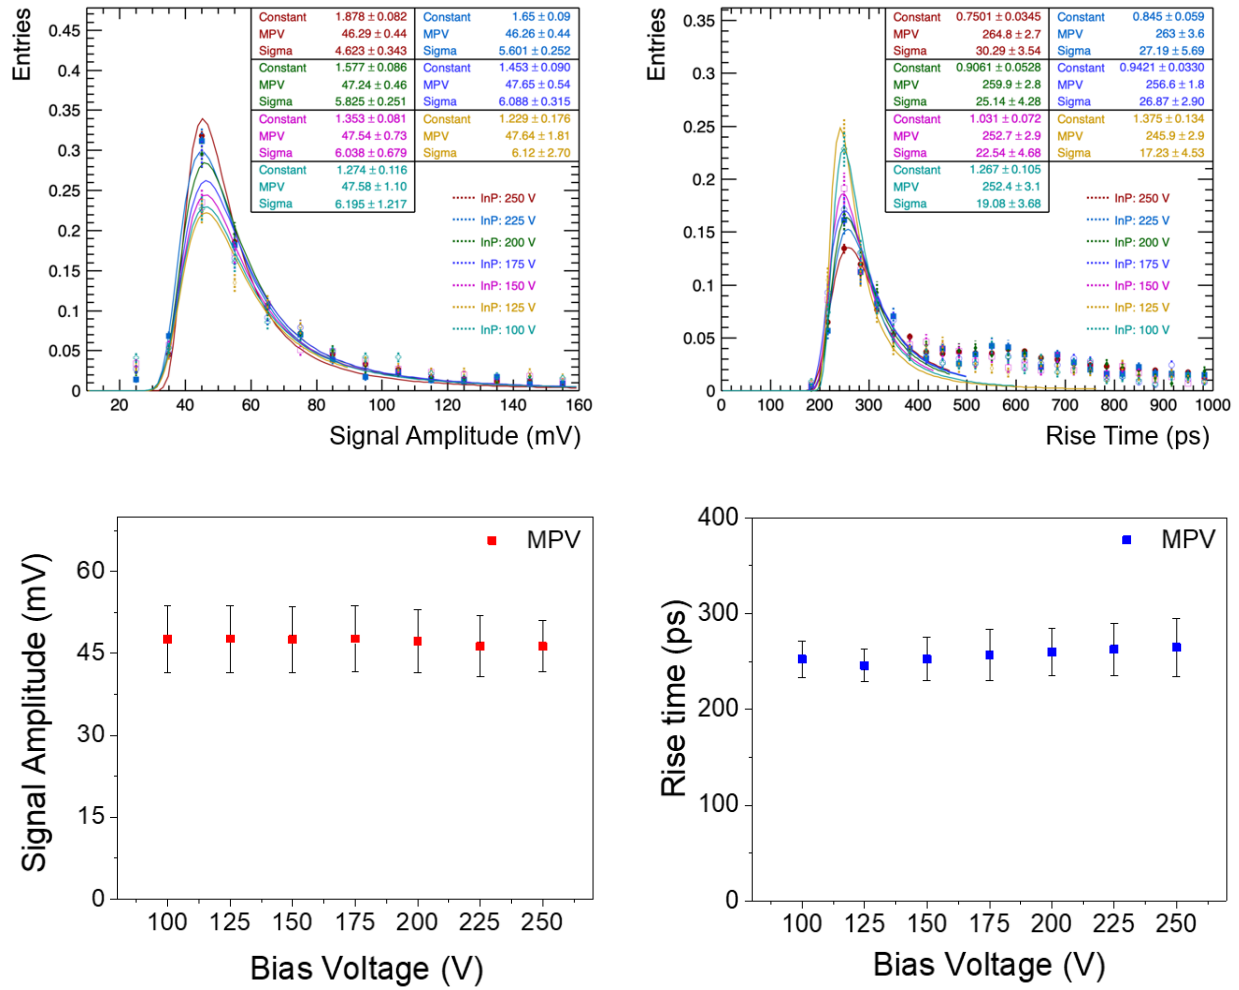 Entries
0.45
0.4
0.35
0.3
0.25
0.2
0.15
0.1
0.05
0
20 40 60 80 100 120 140 160
Signal Amplitude (mV)
Constant 1.878 ± 0.082 Constant 1.65 ± 0.09
MPV 46.29 ± 0.44 MPV 46.26 ± 0.44
Sigma 4.623 ± 0.343 Sigma 5.601 ± 0.252
Constant 1.577 ± 0.086 Constant 1.453 ± 0.090
MPV 47.24 ± 0.46 MPV 47.65 ± 0.54
Sigma 5.825 ± 0.251 Sigma 6.088 ± 0.315
Constant 1.353 ± 0.081 Constant 1.229 ± 0.176
MPV 47.54 ± 0.73 MPV 47.64 ± 1.81
Sigma 6.038 ± 0.679 Sigma 6.12 ± 2.70
Constant 1.274 ± 0.116
MPV 47.58 ± 1.10
Sigma 6.195 ± 1.217
InP: 250 V
InP: 225 V
InP: 200 V
InP: 175 V
InP: 150 V
InP: 125 V
InP: 100 V
Entries
0.35
0.3
0.25
0.2
0.15
0.1
0.05
0
0 100 200 300 400 500 600 700 800 900 1000
Rise Time (ps)
Constant 0.7501 ± 0.0345 Constant 0.845 ± 0.059
MPV 264.8 ± 2.7 MPV 263 ± 3.6
Sigma 30.29 ± 3.54 Sigma 27.19 ± 5.69
Constant 0.9061 ± 0.0528 Constant 0.9421 ± 0.0330
MPV 259.9 ± 2.8 MPV 256.6 ± 1.8
Sigma 25.14 ± 4.28 Sigma 26.87 ± 2.90
Constant 1.031 ± 0.072 Constant 1.375 ± 0.134
MPV 252.7 ± 2.9 MPV 245.9 ± 2.9
Sigma 22.54 ± 4.68 Sigma 17.23 ± 4.53
Constant 1.267 ± 0.105
MPV 252.4 ± 3.1
Sigma 19.08 ± 3.68
InP: 250 V
InP: 225 V
InP: 200 V
InP: 175 V
InP: 150 V
InP: 125 V
InP: 100 V
Signal Amplitude (mV)
60
45
30
15
0
100 125 150 175 200 225 250
Bias Voltage (V)
MPV
Rise time (ps)
400
300
200
100
0
100 125 150 175 200 225 250
Bias Voltage (V)
MPV